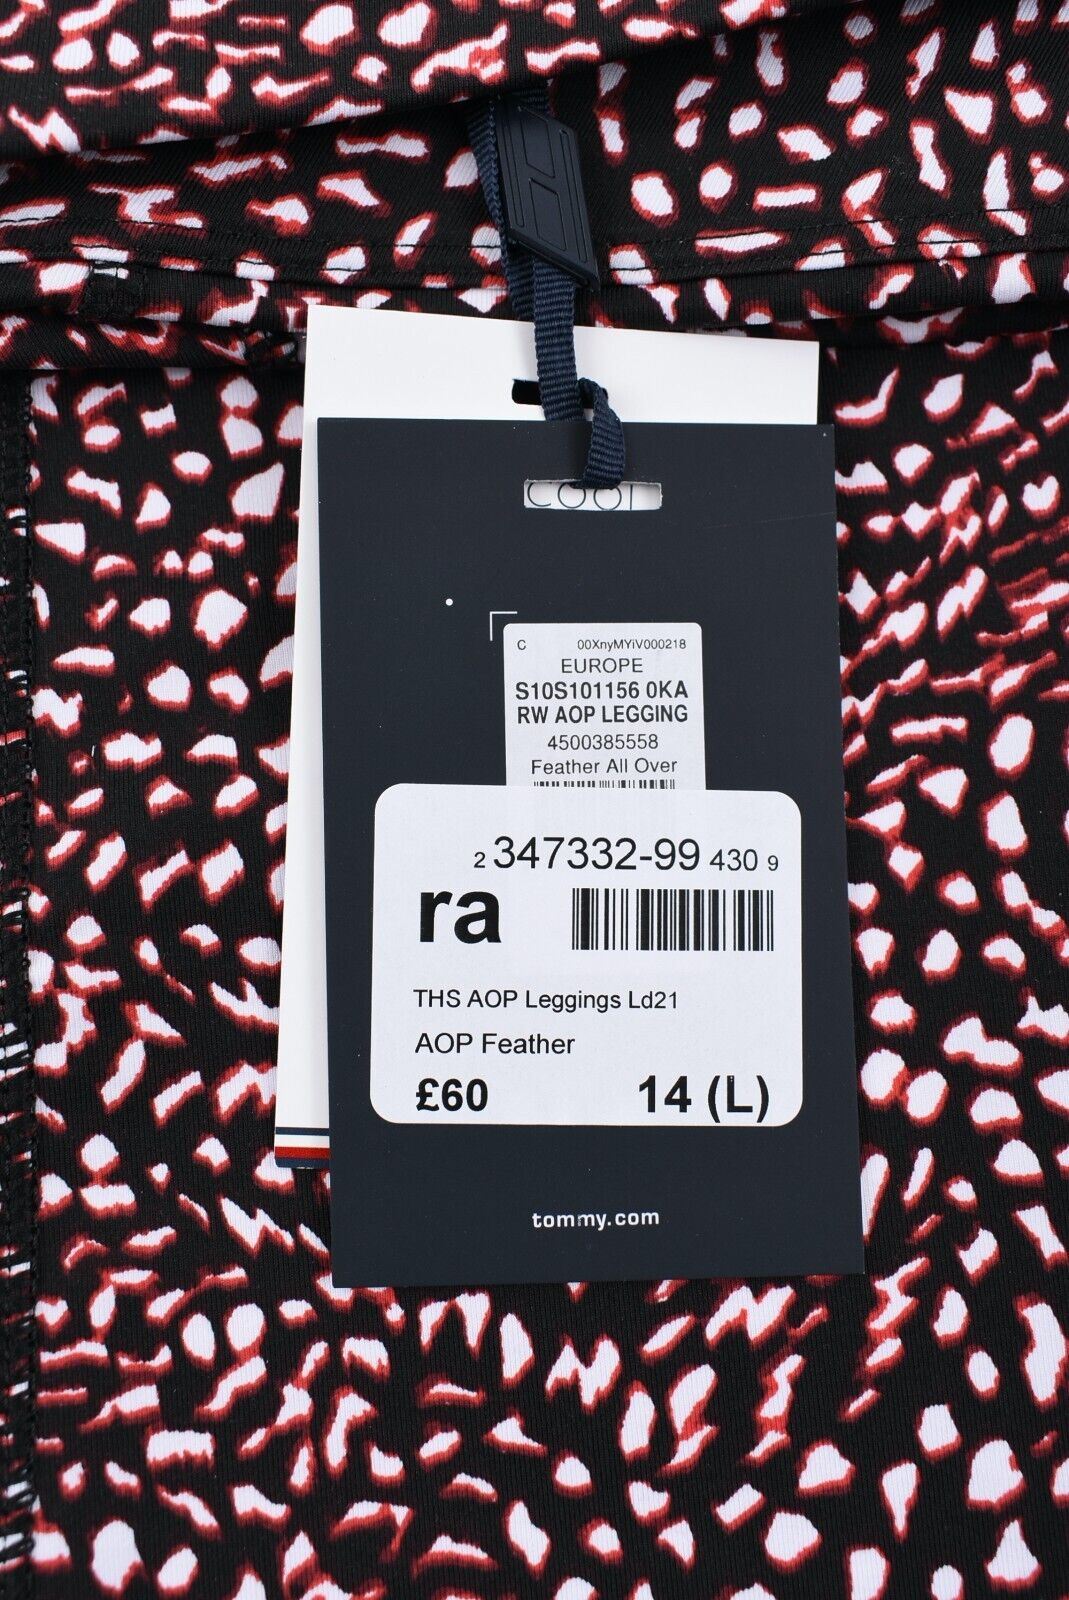 cool
C 00XnyMYiV000218
EUROPE
S10S101156 0KA
RW AOP LEGGING
4500385558
Feather All Over
2 347332-99 430 9
ra
THS AOP Leggings Ld21
AOP Feather
£60 14 (L)
tommy.com